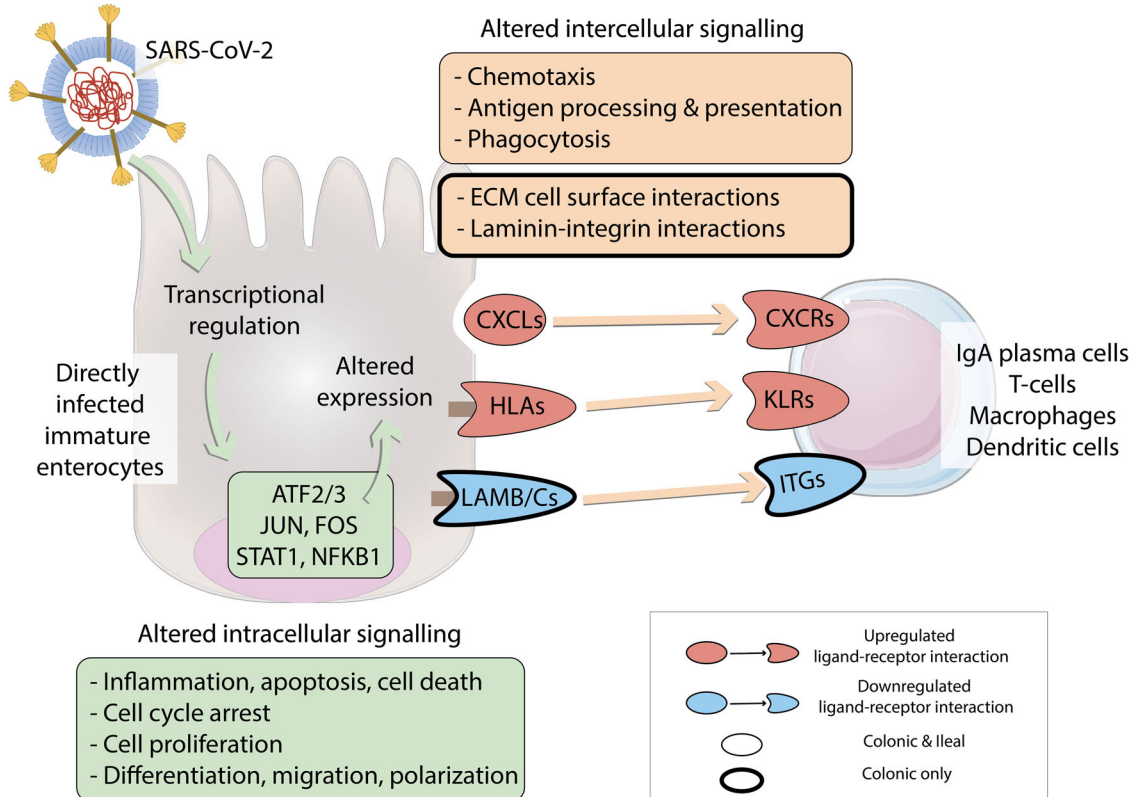 SARS-CoV-2
Altered intercellular signalling
- Chemotaxis
- Antigen processing & presentation
- Phagocytosis
- ECM cell surface interactions
- Laminin-integrin interactions
Transcriptional
regulation
Directly
infected
immature
enterocytes
Altered
expression
CXCLs
CXCRs
HLAs
KLRs
LAMB/Cs
ITGs
IgA plasma cells
T-cells
Macrophages
Dendritic cells
ATF2/3
JUN, FOS
STAT1, NFKB1
Altered intracellular signalling
- Inflammation, apoptosis, cell death
- Cell cycle arrest
- Cell proliferation
- Differentiation, migration, polarization
Upregulated
ligand-receptor interaction
Downregulated
ligand-receptor interaction
Colonic & Ileal
Colonic only